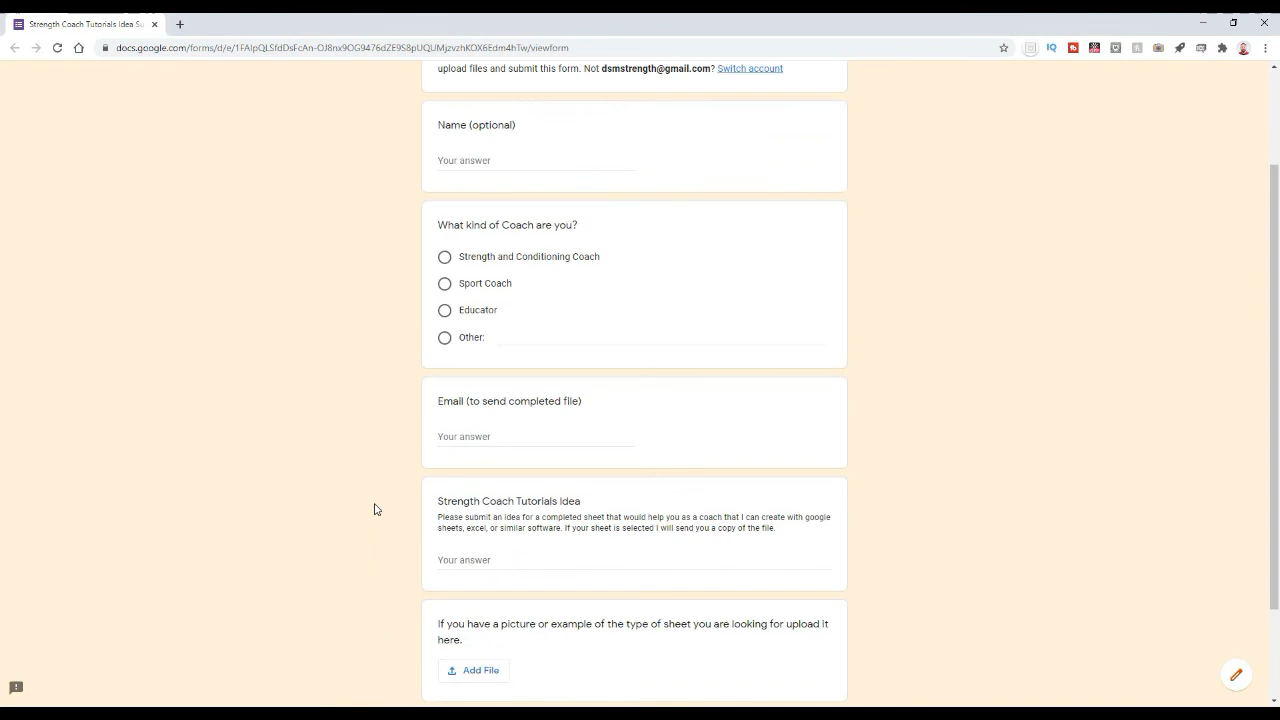 Strength Coach Tutorials Idea Su
docs.google.com/forms/d/e/1FAIpQLSfdDsFcAn-OJ8nx9OG9476dZE9S8pUQUMjzvzhKOX6Edm4hTw/viewform
upload files and submit this form. Not dsmstrength@gmail.com? Switch account
Name (optional)
Your answer
What kind of Coach are you?
Strength and Conditioning Coach
Sport Coach
Educator
Other:
Email (to send completed file)
Your answer
Strength Coach Tutorials Idea
Please submit an idea for a completed sheet that would help you as a coach that I can create with google
sheets, excel, or similar software. If your sheet is selected I will send you a copy of the file.
Your answer
If you have a picture or example of the type of sheet you are looking for upload it
here.
Add File